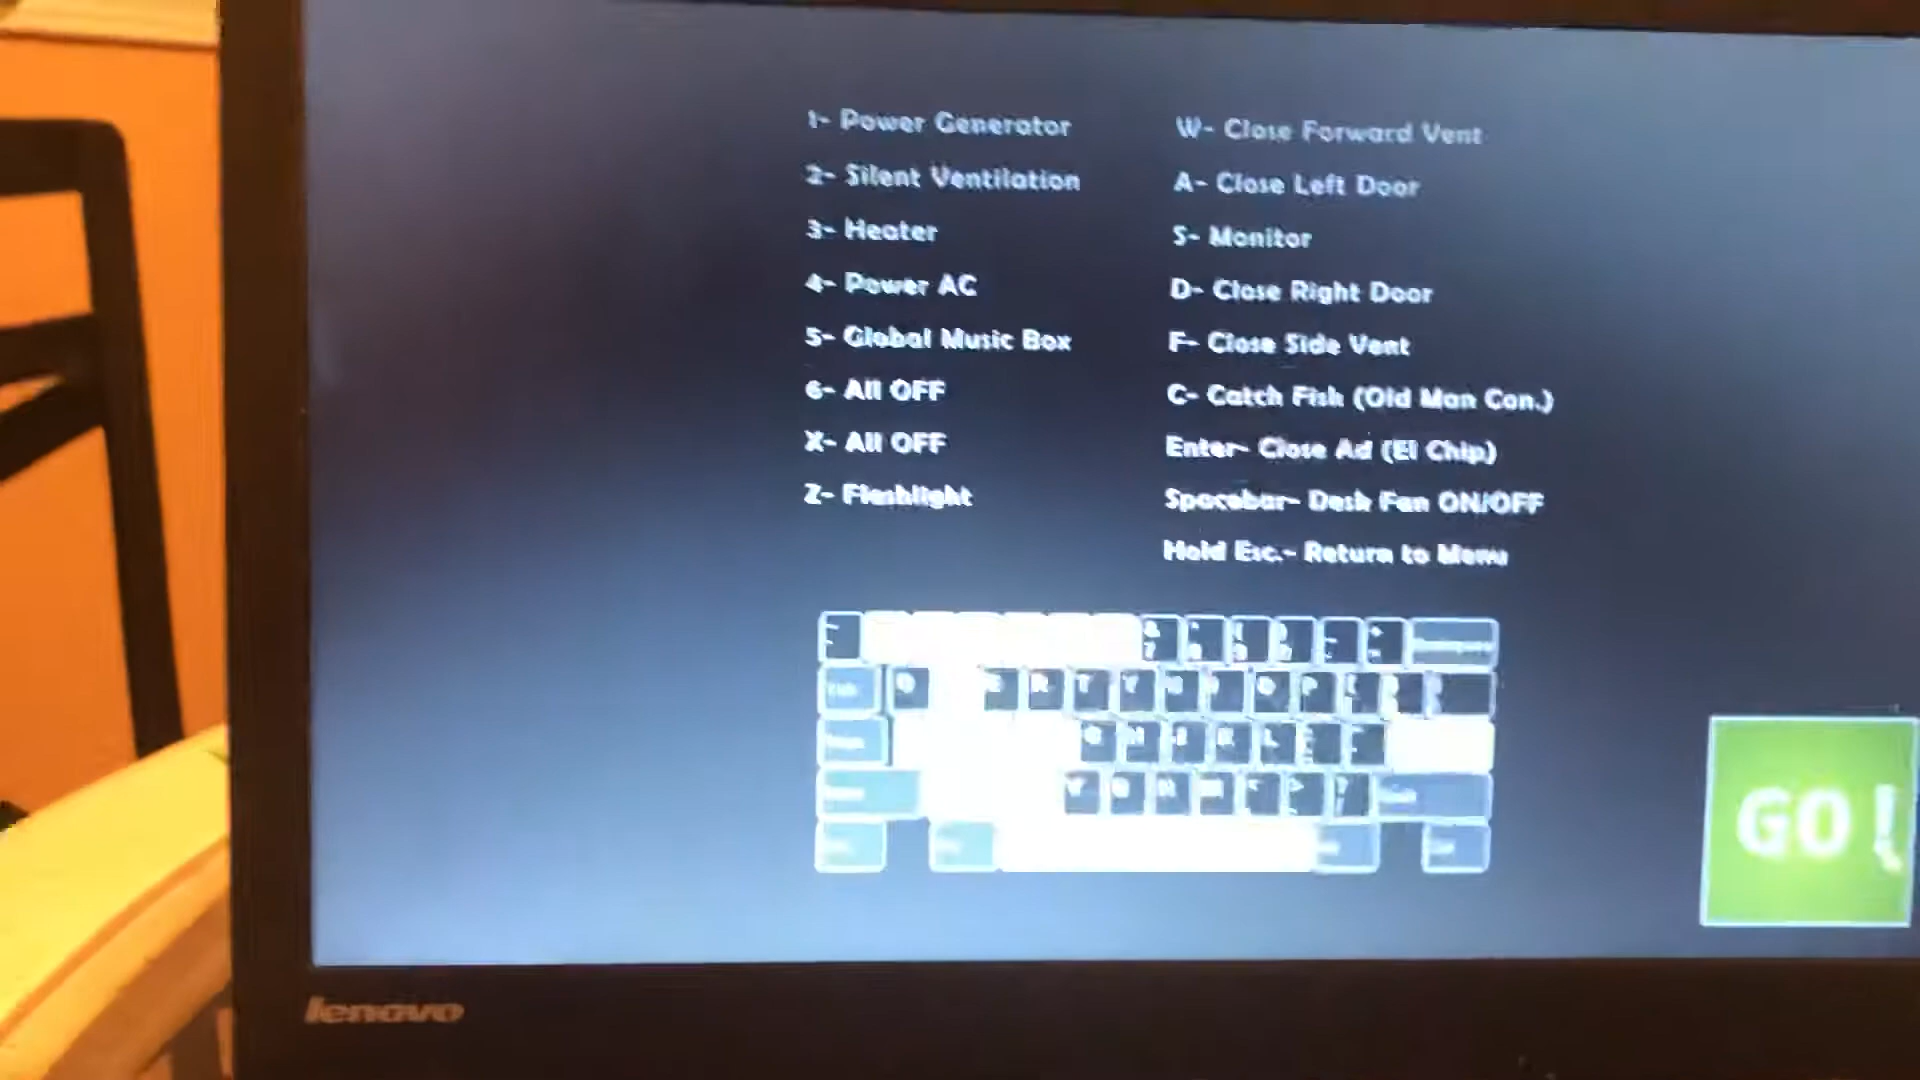 1- Power Generator
2- Silent Ventilation
3- Heater
4- Power AC
5- Global Music Box
6- All OFF
X- All OFF
Z- Flashlight
W- Close Forward Vent
A- Close Left Door
S- Monitor
D- Close Right Door
F- Close Side Vent
C- Catch Fish (Old Man Con.)
Enter- Close Ad (El Chip)
Spacebar- Desk Fan ON/OFF
Hold Esc.- Return to Menu
7
R T Y
K L
GO!
lenovo